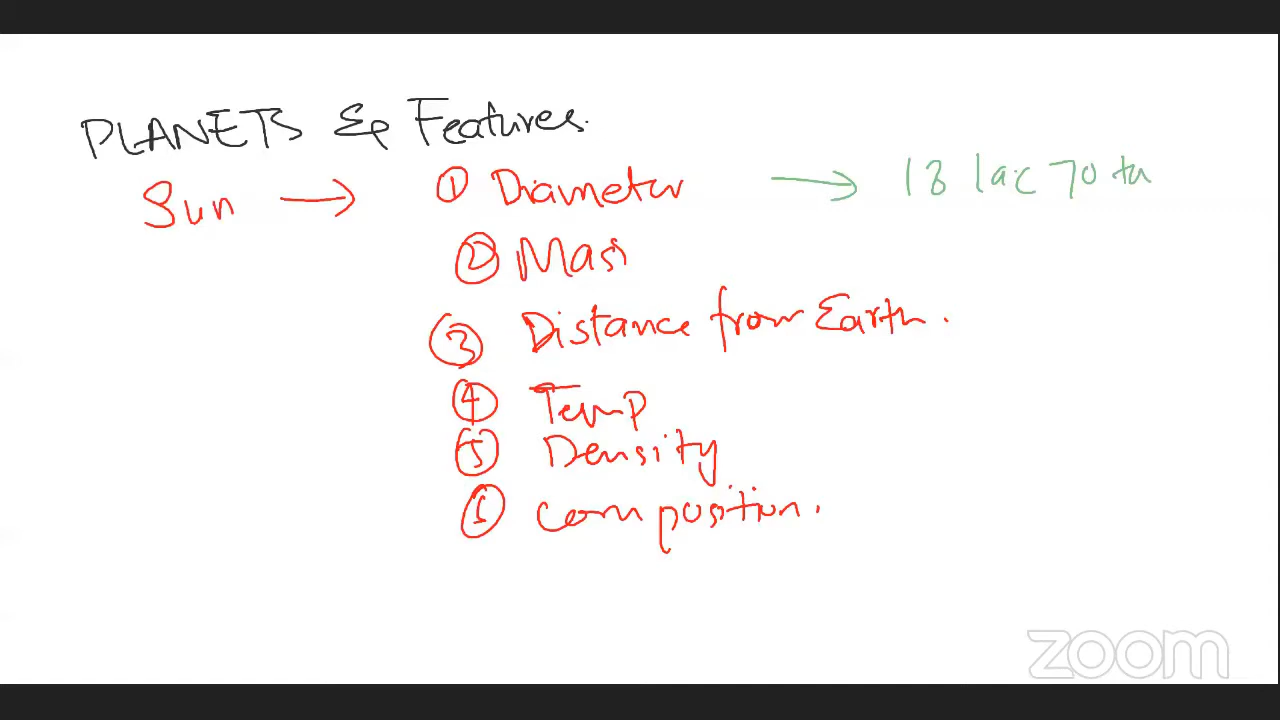 PLANETS & Features.
Sun → ① Diameter → 13 lac 70 th
② Mass
③ Distance from Earth.
④ Temp
⑤ Density
⑥ Composition.
zoom